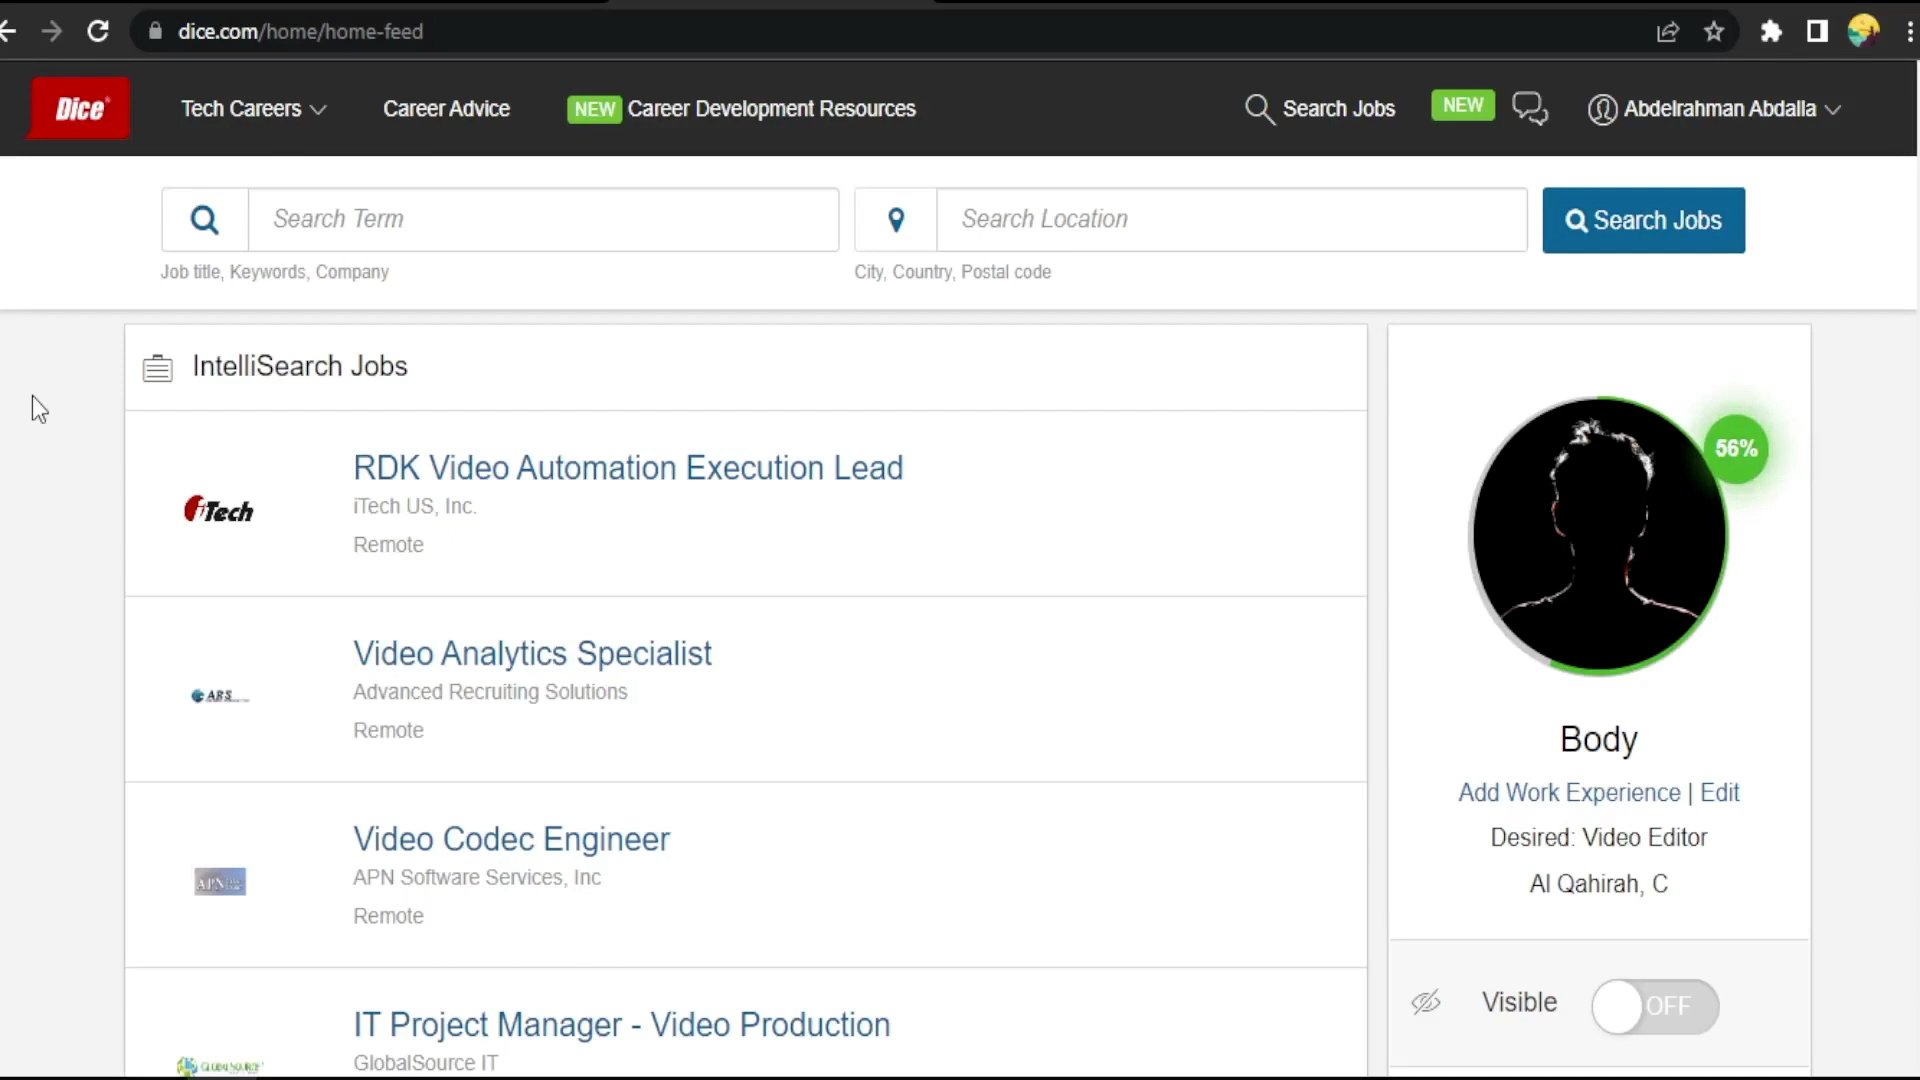 dice.com/home/home-feed
Dice
Tech Careers
Career Advice
NEW Career Development Resources
Search Jobs
NEW
Abdelrahman Abdalla
Search Term
Search Location
Search Jobs
Job title, Keywords, Company
City, Country, Postal code
IntelliSearch Jobs
RDK Video Automation Execution Lead
iTech US, Inc.
Remote
iTech
Video Analytics Specialist
Advanced Recruiting Solutions
Remote
ARS
Video Codec Engineer
APN Software Services, Inc
Remote
APN
IT Project Manager - Video Production
GlobalSource IT
56%
Body
Add Work Experience | Edit
Desired: Video Editor
Al Qahirah, C
Visible
OFF